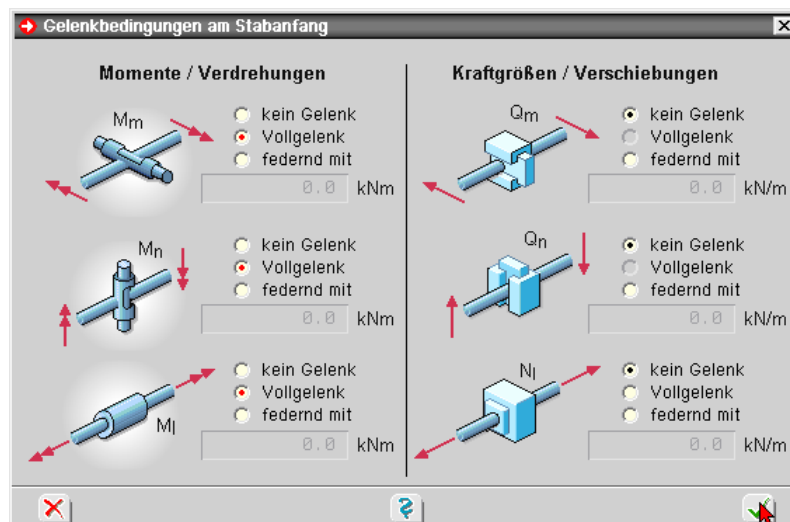 Gelenkbedingungen am Stabanfang
Momente / Verdrehungen
Mm
kein Gelenk
Vollgelenk
federnd mit
0.0 kNm
Mn
kein Gelenk
Vollgelenk
federnd mit
0.0 kNm
Ml
kein Gelenk
Vollgelenk
federnd mit
0.0 kNm
Kraftgrößen / Verschiebungen
Qm
kein Gelenk
Vollgelenk
federnd mit
0.0 kN/m
Qn
kein Gelenk
Vollgelenk
federnd mit
0.0 kN/m
Nl
kein Gelenk
Vollgelenk
federnd mit
0.0 kN/m